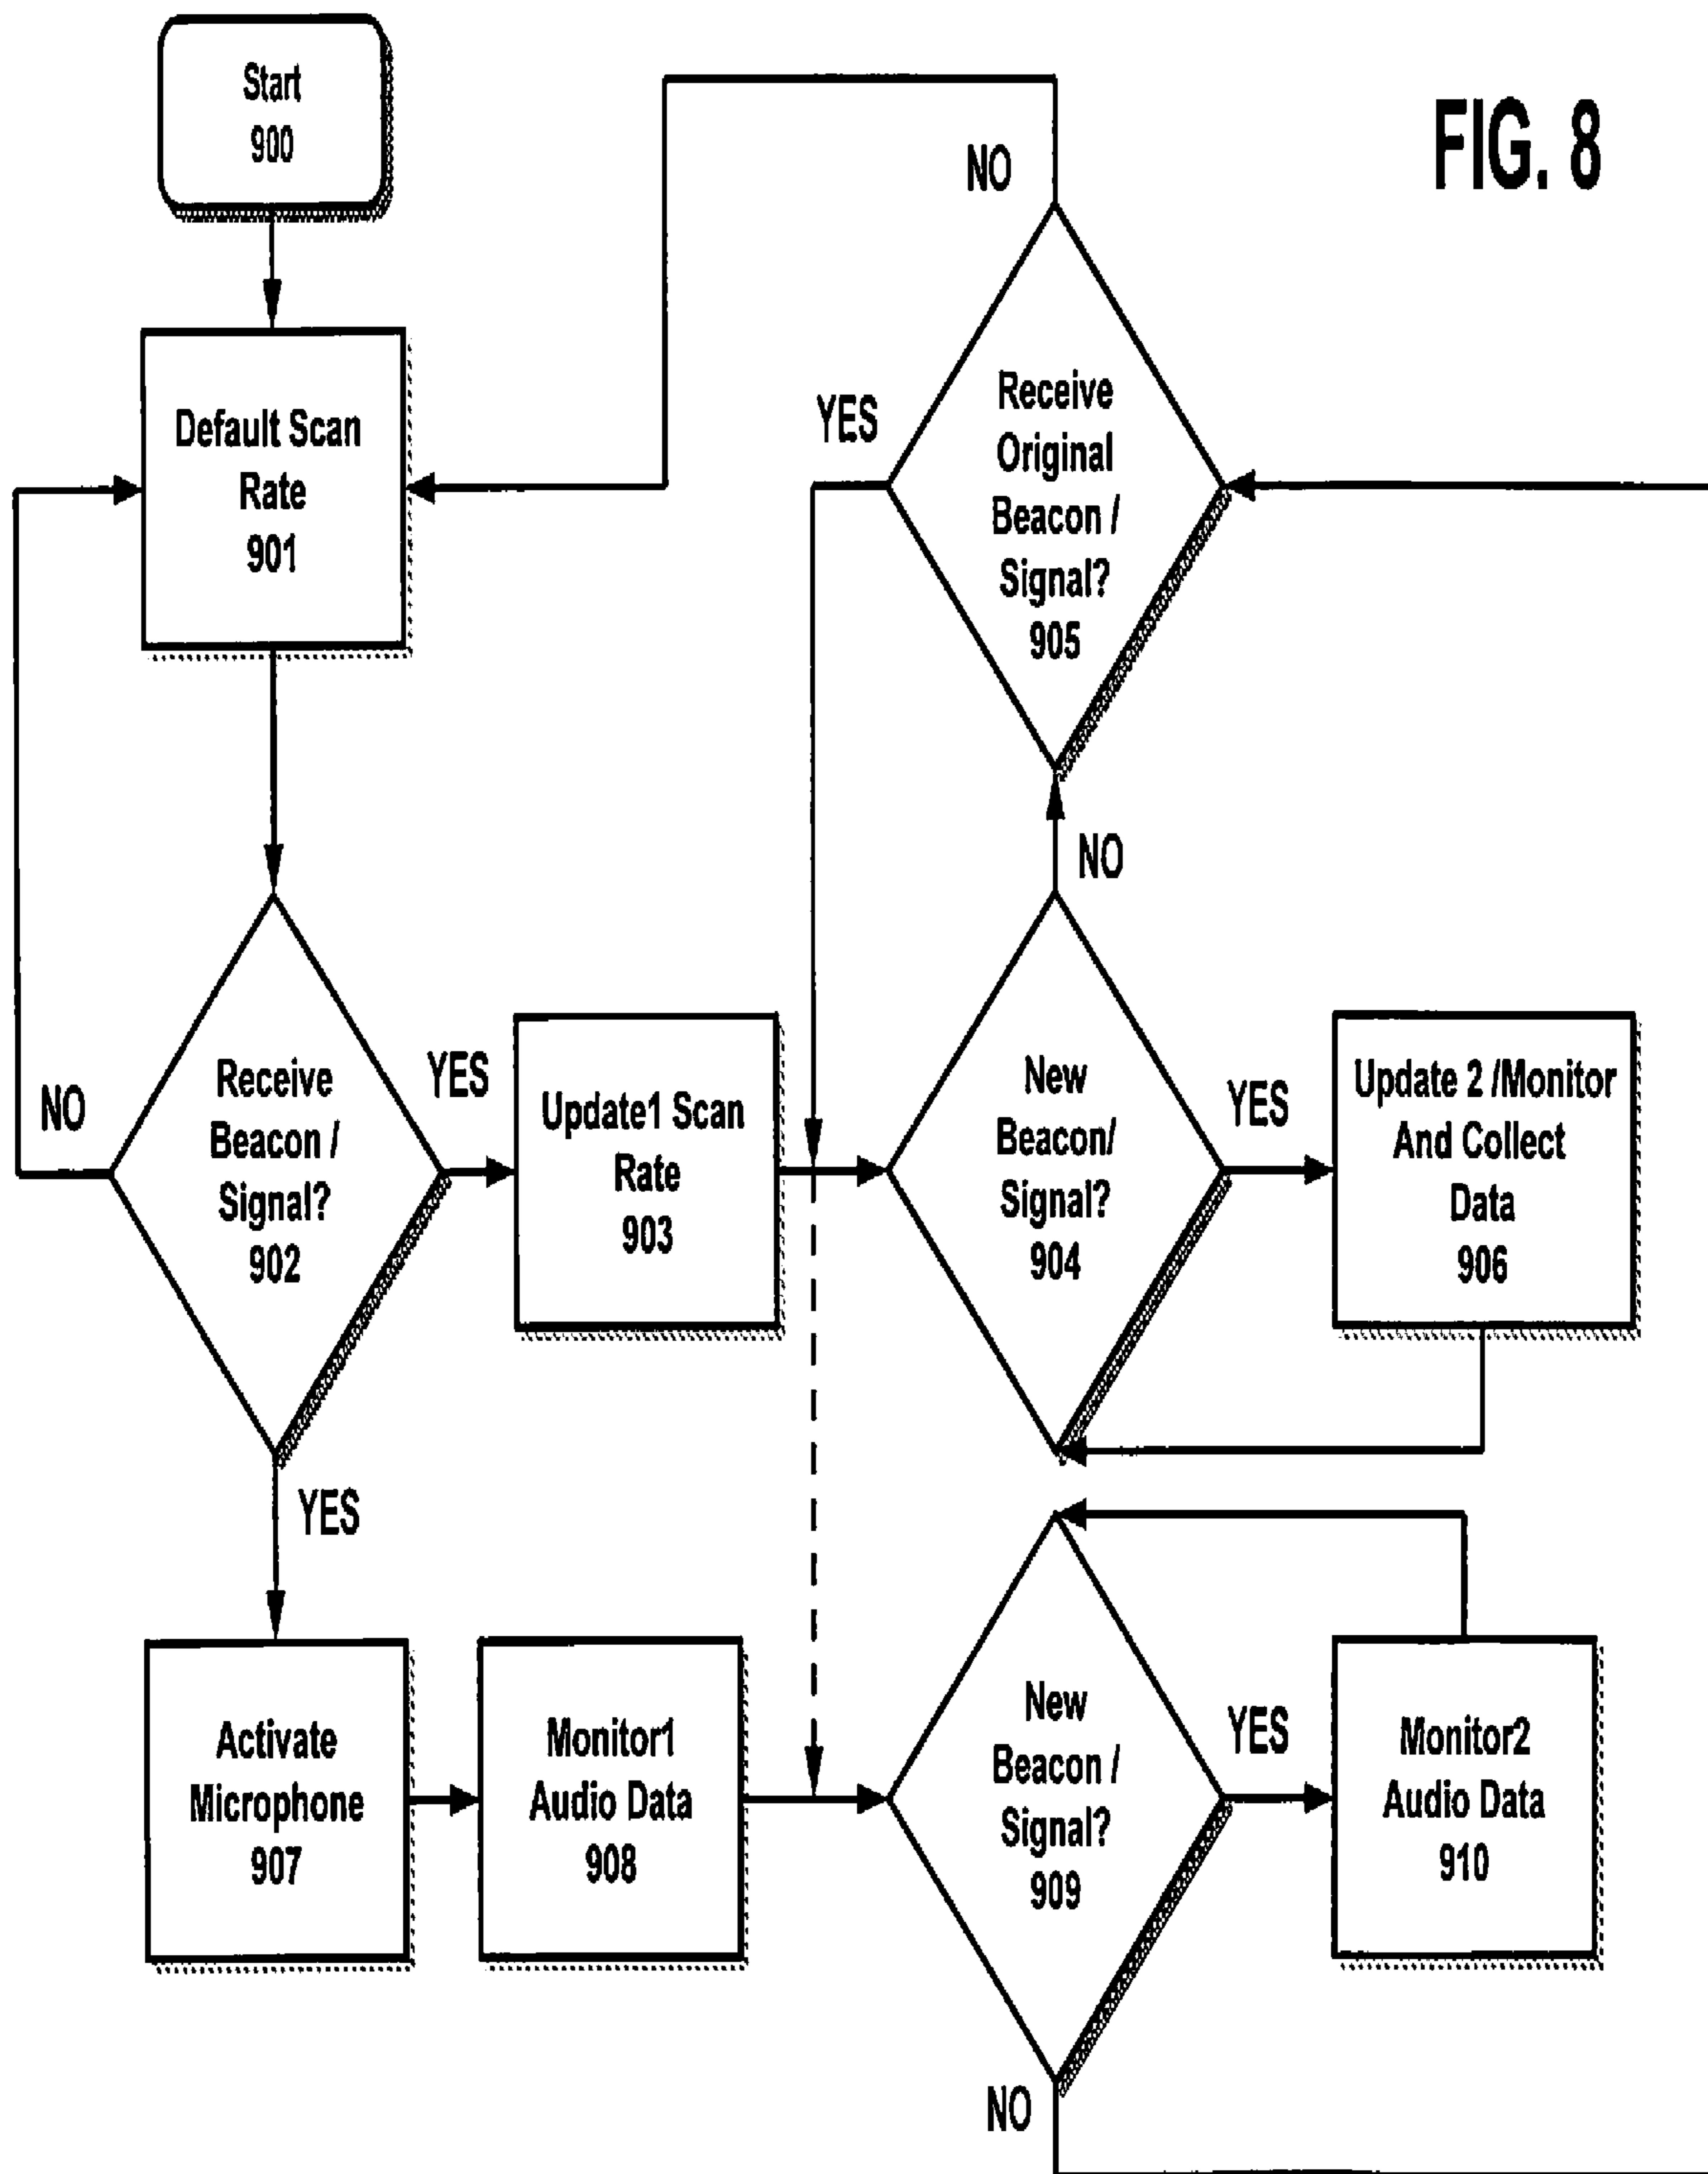 FIG. 8
Start
900
Default Scan
Rate
901
NO
YES
Receive
Original
Beacon /
Signal?
905
NO
Receive
Beacon /
Signal?
902
NO
YES
Update1 Scan
Rate
903
New
Beacon/
Signal?
904
YES
Update 2 /Monitor
And Collect
Data
906
YES
Activate
Microphone
907
Monitor1
Audio Data
908
New
Beacon /
Signal?
909
YES
Monitor2
Audio Data
910
NO